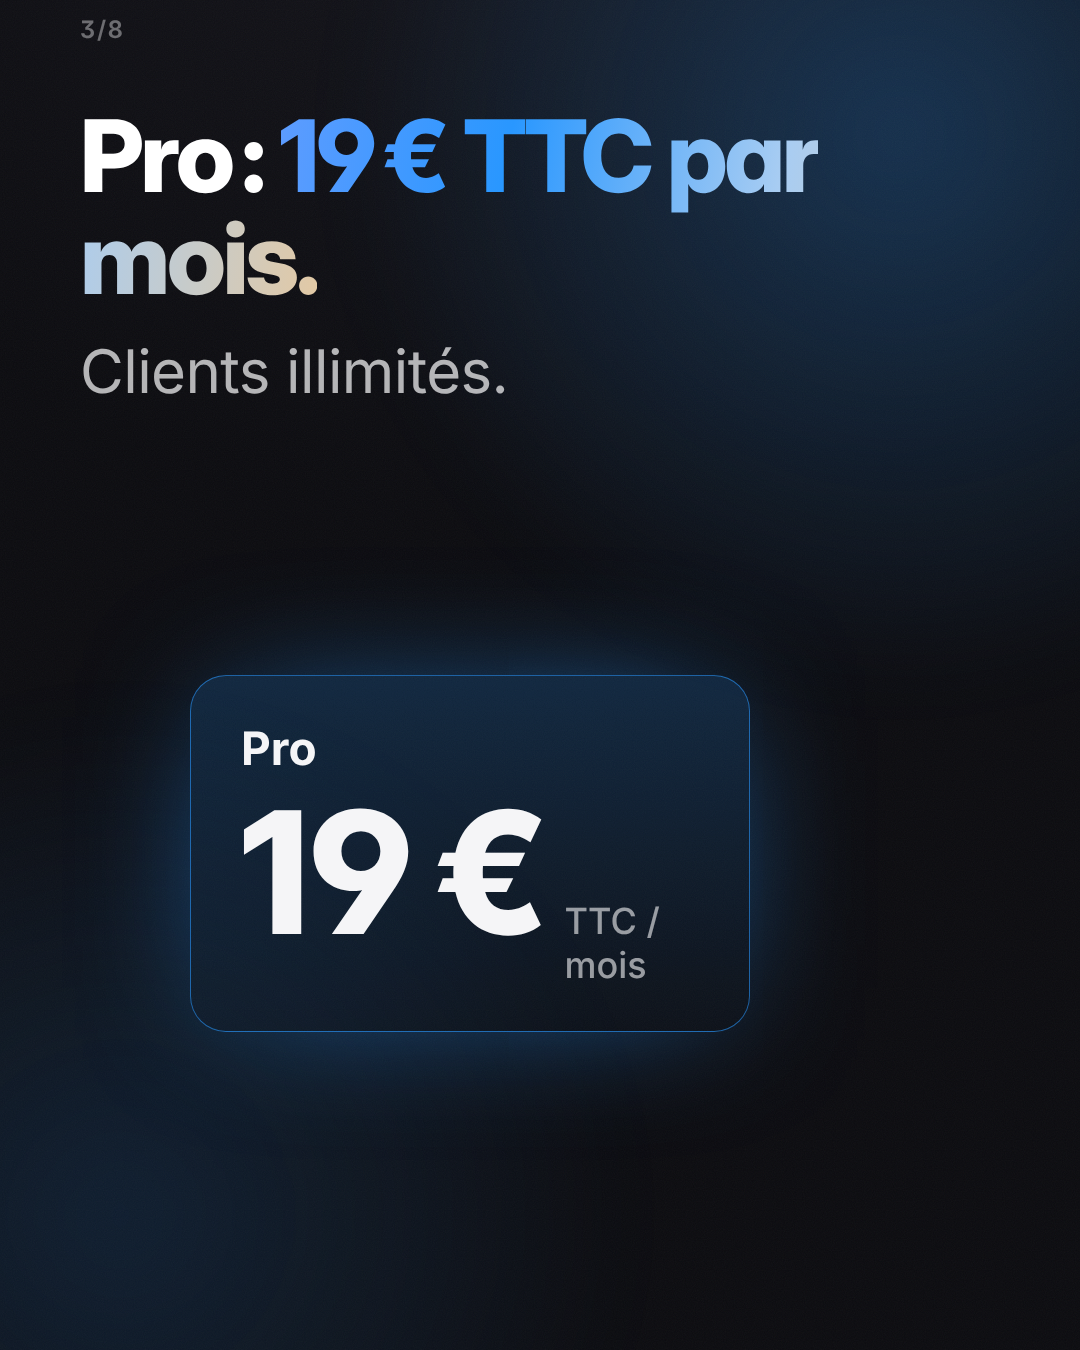 3/8
Pro : 19 € TTC par
mois.
Clients illimités.
Pro
19 € TTC /
mois